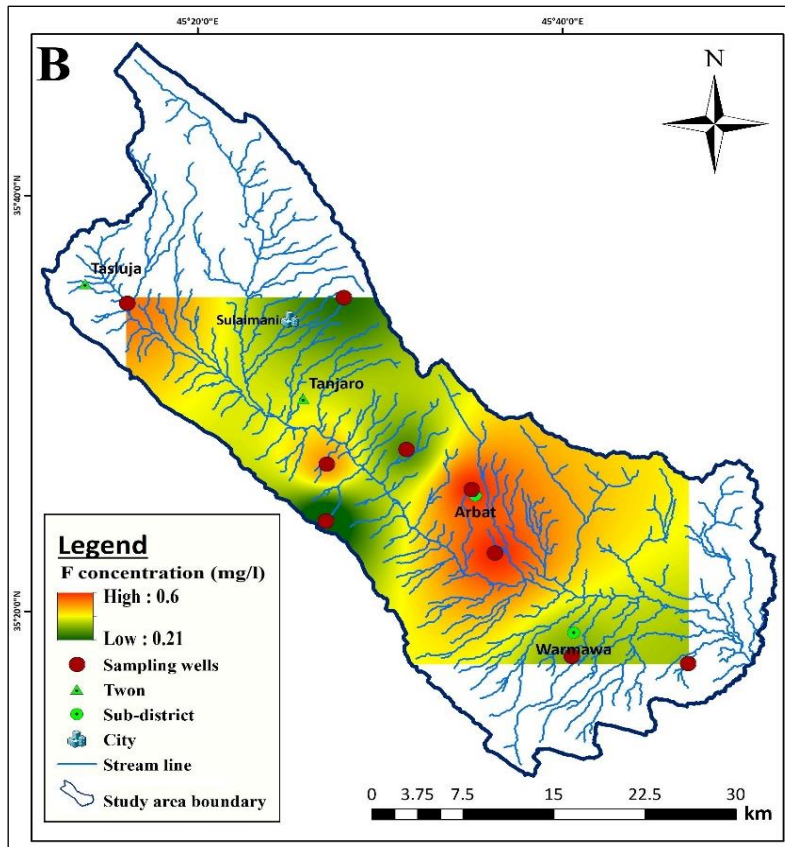 45°20'0"E
45°40'0"E
B
N
35°40'0"N
Tasluja
Sulaimani
Tanjaro
Arbat
35°20'0"N
Warmawa
Legend
F concentration (mg/l)
High : 0.6
Low : 0.21
Sampling wells
Twon
Sub-district
City
Stream line
Study area boundary
0 3.75 7.5 15 22.5 30
km